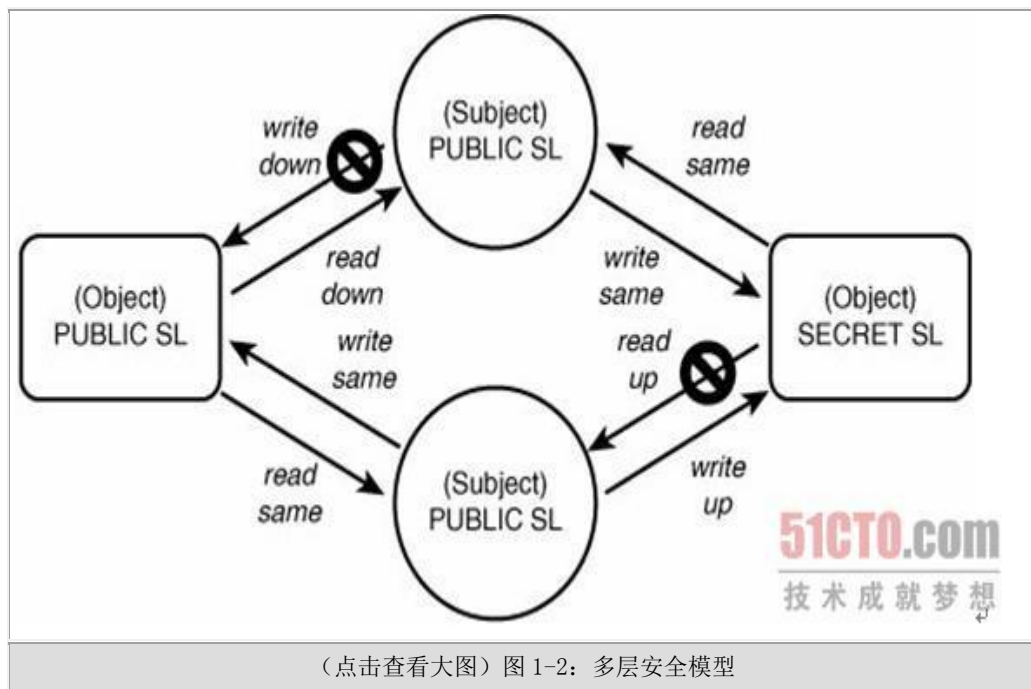 write
down
(Subject)
PUBLIC SL
read
same
read
down
write
same
(Object)
PUBLIC SL
(Object)
SECRET SL
write
same
read
up
read
same
(Subject)
PUBLIC SL
write
up
51CTO.com
技术成就梦想
(点击查看大图)图 1-2：多层安全模型